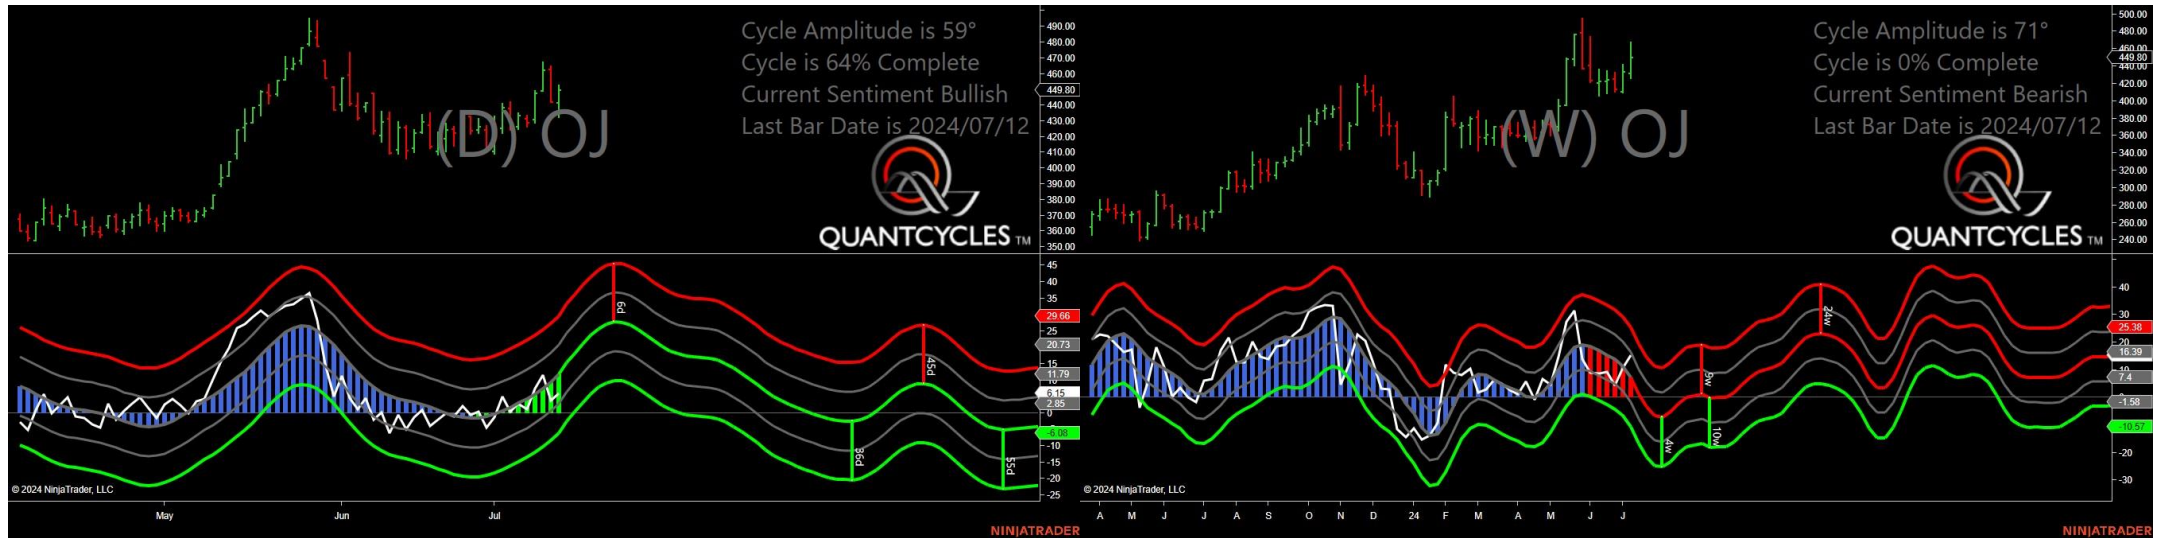 Cycle Amplitude is 59°
Cycle is 64% Complete
Current Sentiment Bullish
Last Bar Date is 2024/07/12
(D) OJ
QUANTCYCLES TM
490.00
480.00
470.00
460.00
449.80
440.00
430.00
420.00
410.00
400.00
390.00
380.00
370.00
360.00
350.00
45
40
35
29.66
25
20.73
15
11.79
6.15
2.85
0
-6.08
-10
-15
-20
-25
6d
36d
45d
55d
© 2024 NinjaTrader, LLC
May
Jun
Jul
NINJATRADER
Cycle Amplitude is 71°
Cycle is 0% Complete
Current Sentiment Bearish
Last Bar Date is 2024/07/12
(W) OJ
QUANTCYCLES TM
500.00
480.00
460.00
449.80
440.00
420.00
400.00
380.00
360.00
340.00
320.00
300.00
280.00
260.00
240.00
40
30
25.38
20
16.39
7.4
-1.58
-10.57
-20
-30
4w
9w
10w
24w
© 2024 NinjaTrader, LLC
A M J J A S O N D 24 F M A M J J
NINJATRADER